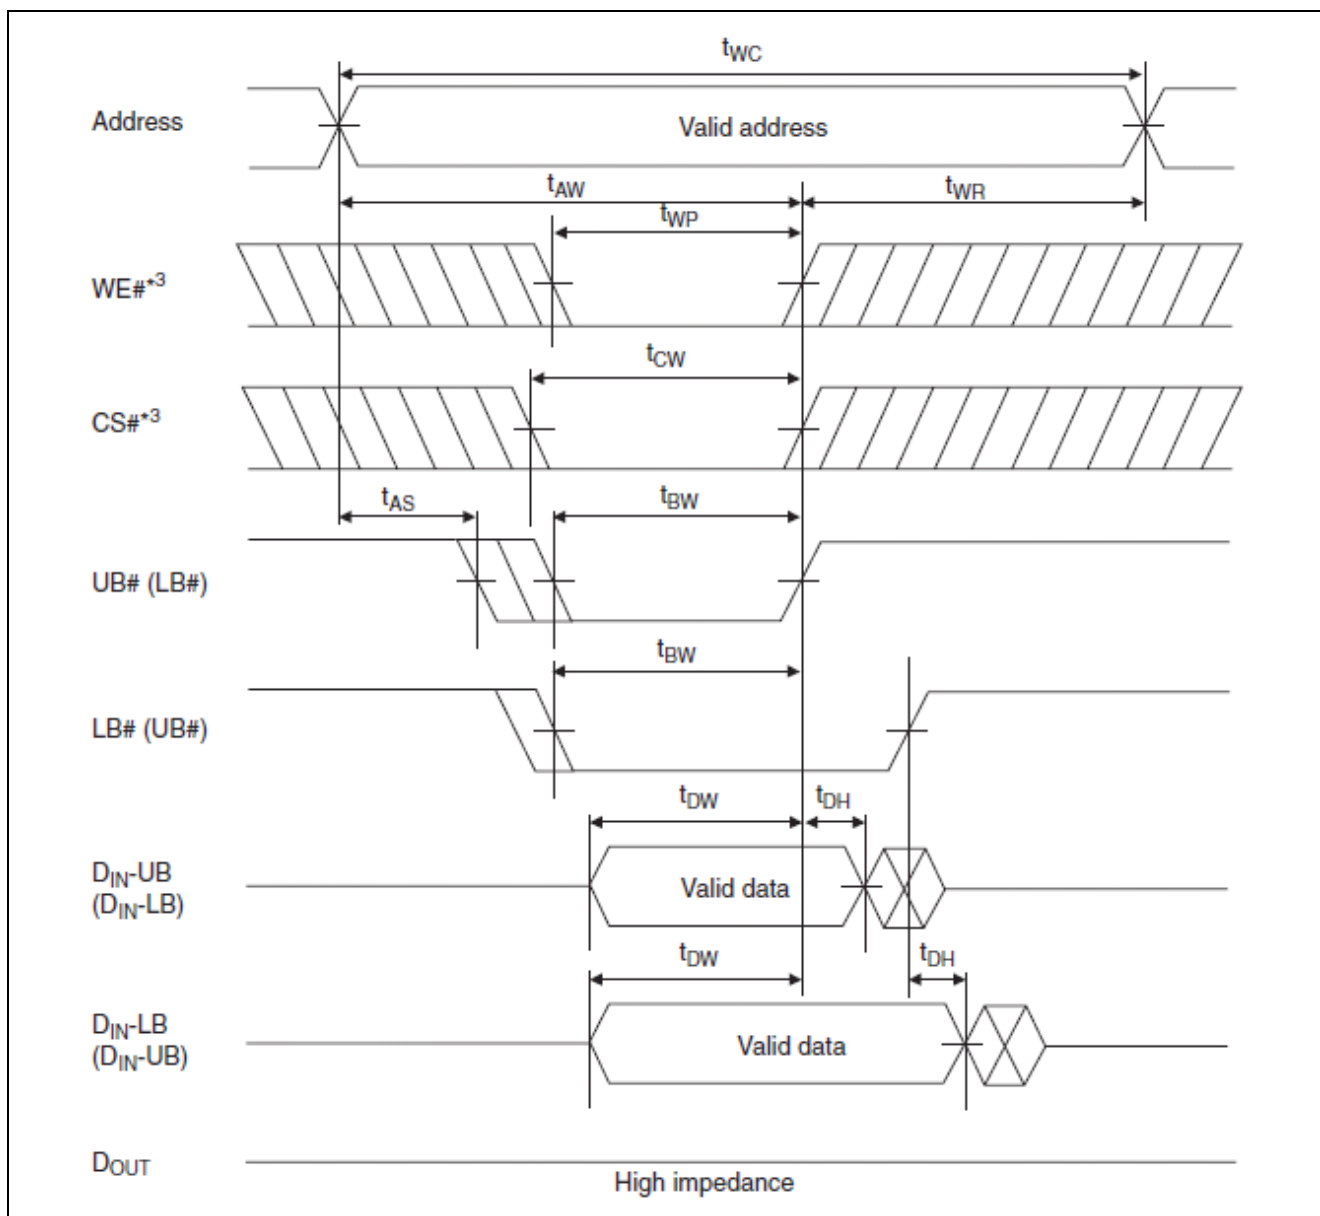 tWC
Address
Valid address
tAW
tWR
tWP
WE#*3
tCW
CS#*3
tAS
tBW
UB# (LB#)
tBW
LB# (UB#)
tDW
tDH
DIN-UB
(DIN-LB)
Valid data
tDW
tDH
DIN-LB
(DIN-UB)
Valid data
DOUT
High impedance